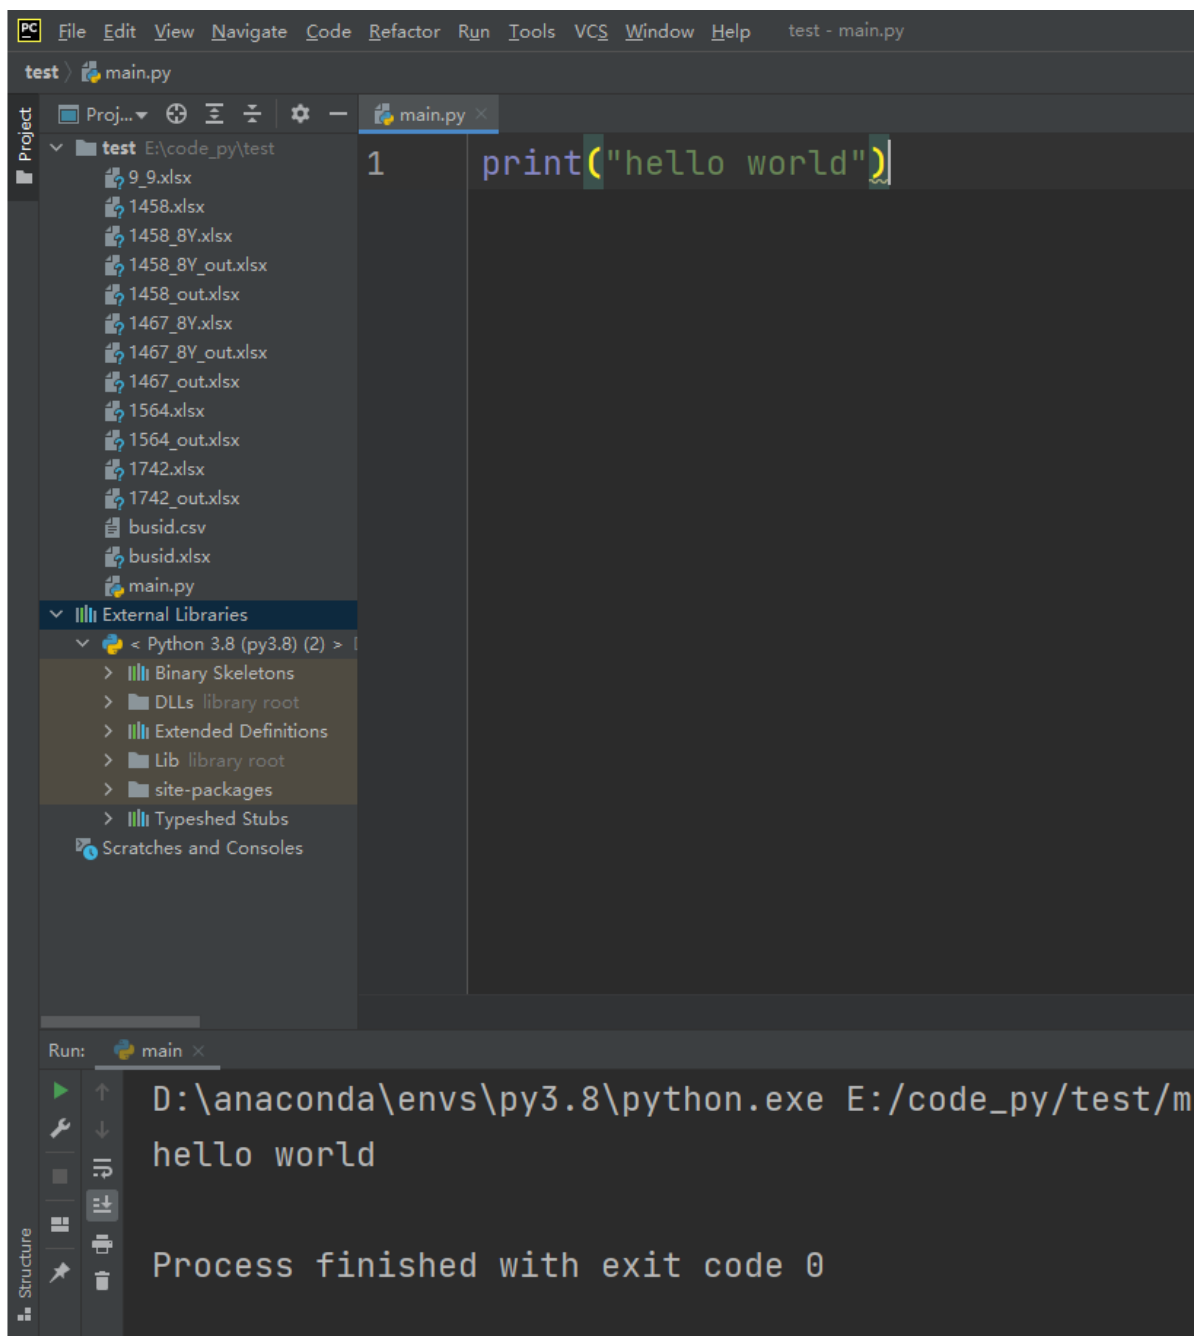 PC File Edit View Navigate Code Refactor Run Tools VCS Window Help test - main.py
test main.py
Project
Proj...
main.py
test E:\code_py\test
9_9.xlsx
1458.xlsx
1458_8Y.xlsx
1458_8Y_out.xlsx
1458_out.xlsx
1467_8Y.xlsx
1467_8Y_out.xlsx
1467_out.xlsx
1564.xlsx
1564_out.xlsx
1742.xlsx
1742_out.xlsx
busid.csv
busid.xlsx
main.py
External Libraries
< Python 3.8 (py3.8) (2) >
Binary Skeletons
DLLs library root
Extended Definitions
Lib library root
site-packages
Typeshed Stubs
Scratches and Consoles
1 print("hello world")
Run: main
D:\anaconda\envs\py3.8\python.exe E:/code_py/test/m
hello world
Process finished with exit code 0
Structure